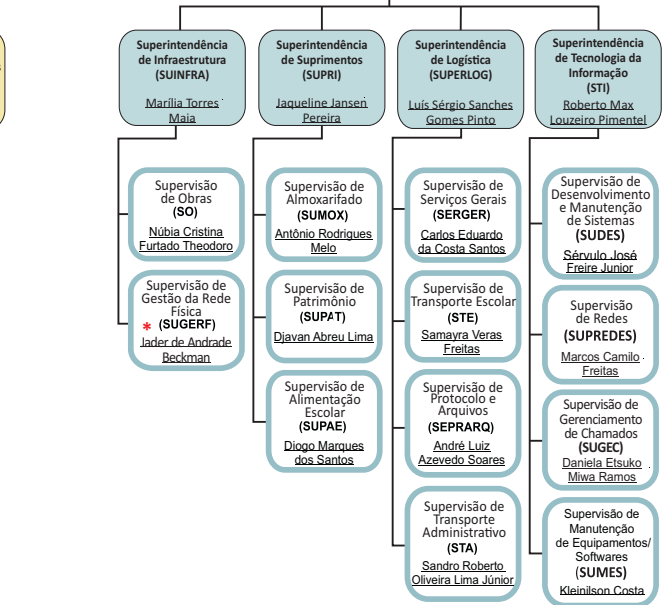 Superintendência
de Infraestrutura
(SUINFRA)
Marília Torres
Maia
Supervisão
de Obras
(SO)
Núbia Cristina
Furtado Theodoro
Supervisão de
Gestão da Rede
Física
* (SUGERF)
Jader de Andrade
Beckman
Superintendência
de Suprimentos
(SUPRI)
Jaqueline Jansen
Pereira
Supervisão de
Almoxarifado
(SUMOX)
Antônio Rodrigues
Melo
Supervisão de
Patrimônio
(SUPAT)
Djavan Abreu Lima
Supervisão de
Alimentação
Escolar
(SUPAE)
Diogo Marques
dos Santos
Superintendência
de Logística
(SUPERLOG)
Luís Sérgio Sanches
Gomes Pinto
Supervisão de
Serviços Gerais
(SERGER)
Carlos Eduardo
da Costa Santos
Supervisão de
Transporte Escolar
(STE)
Samayra Veras
Freitas
Supervisão de
Protocolo e
Arquivos
(SEPRARQ)
André Luiz
Azevedo Soares
Supervisão de
Transporte
Administrativo
(STA)
Sandro Roberto
Oliveira Lima Júnior
Superintendência
de Tecnologia da
Informação
(STI)
Roberto Max
Louzeiro Pimentel
Supervisão de
Desenvolvimento
e Manutenção
de Sistemas
(SUDES)
Sérvulo José
Freire Junior
Supervisão
de Redes
(SUPREDES)
Marcos Camilo
Freitas
Supervisão de
Gerenciamento
de Chamados
(SUGEC)
Daniela Etsuko
Miwa Ramos
Supervisão de
Manutenção
de Equipamentos/
Softwares
(SUMES)
Kleinilson Costa